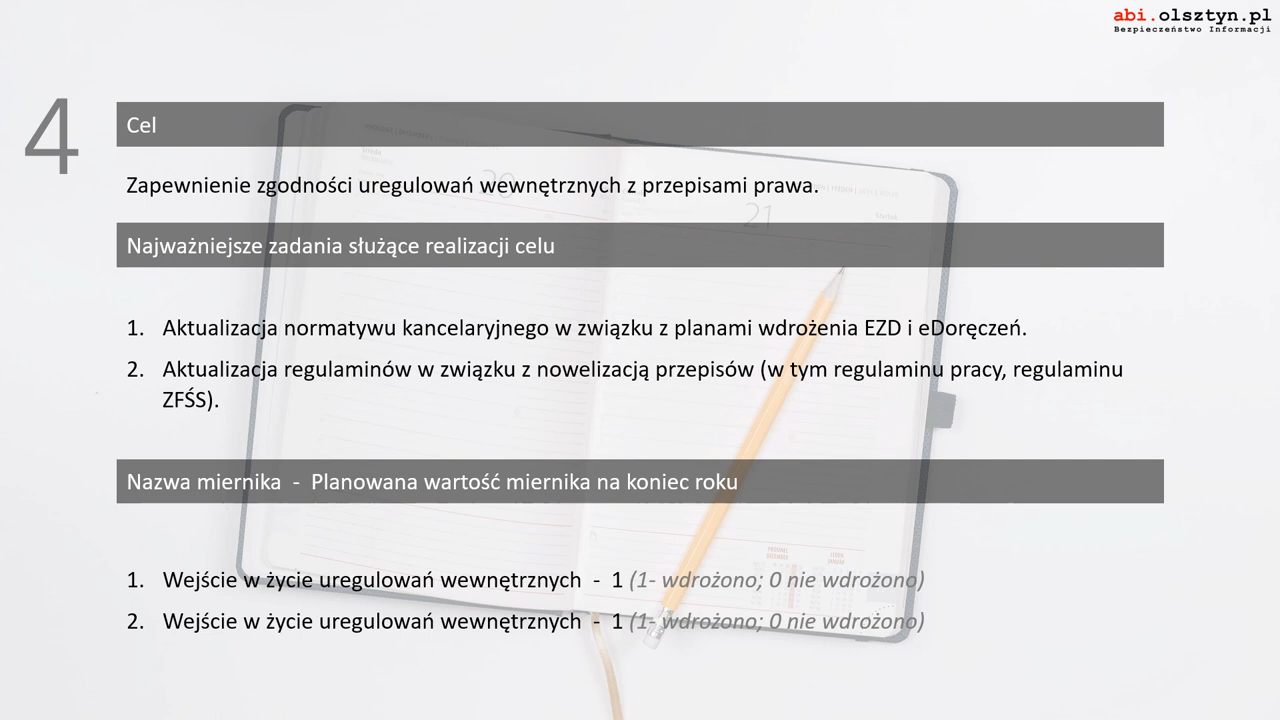 abi.olsztyn.pl
Bezpieczeństwo Informacji
4
Cel
Zapewnienie zgodności uregulowań wewnętrznych z przepisami prawa.
20
21
Najważniejsze zadania służące realizacji celu
1. Aktualizacja normatywu kancelaryjnego w związku z planami wdrożenia EZD i eDoręczeń.
2. Aktualizacja regulaminów w związku z nowelizacją przepisów (w tym regulaminu pracy, regulaminu
ZFŚS).
Nazwa miernika - Planowana wartość miernika na koniec roku
1. Wejście w życie uregulowań wewnętrznych - 1 (1- wdrożono; 0 nie wdrożono)
2. Wejście w życie uregulowań wewnętrznych - 1 (1- wdrożono; 0 nie wdrożono)